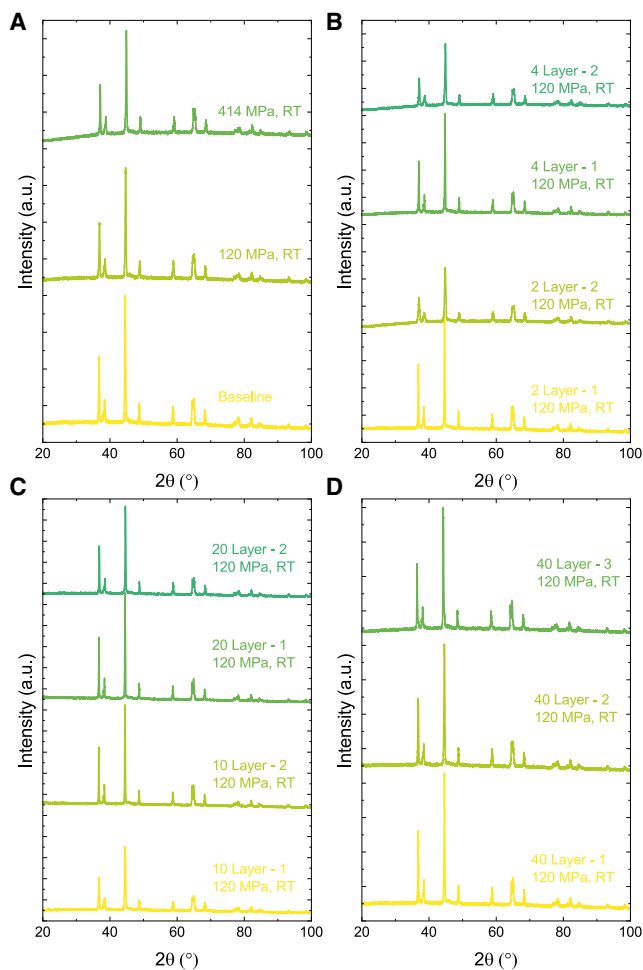 A
414 MPa, RT
120 MPa, RT
Baseline
Intensity (a.u.)
20 40 60 80 100
2θ (°)
B
4 Layer - 2
120 MPa, RT
4 Layer - 1
120 MPa, RT
2 Layer - 2
120 MPa, RT
2 Layer - 1
120 MPa, RT
Intensity (a.u.)
20 40 60 80 100
2θ (°)
C
20 Layer - 2
120 MPa, RT
20 Layer - 1
120 MPa, RT
10 Layer - 2
120 MPa, RT
10 Layer - 1
120 MPa, RT
Intensity (a.u.)
20 40 60 80 100
2θ (°)
D
40 Layer - 3
120 MPa, RT
40 Layer - 2
120 MPa, RT
40 Layer - 1
120 MPa, RT
Intensity (a.u.)
20 40 60 80 100
2θ (°)